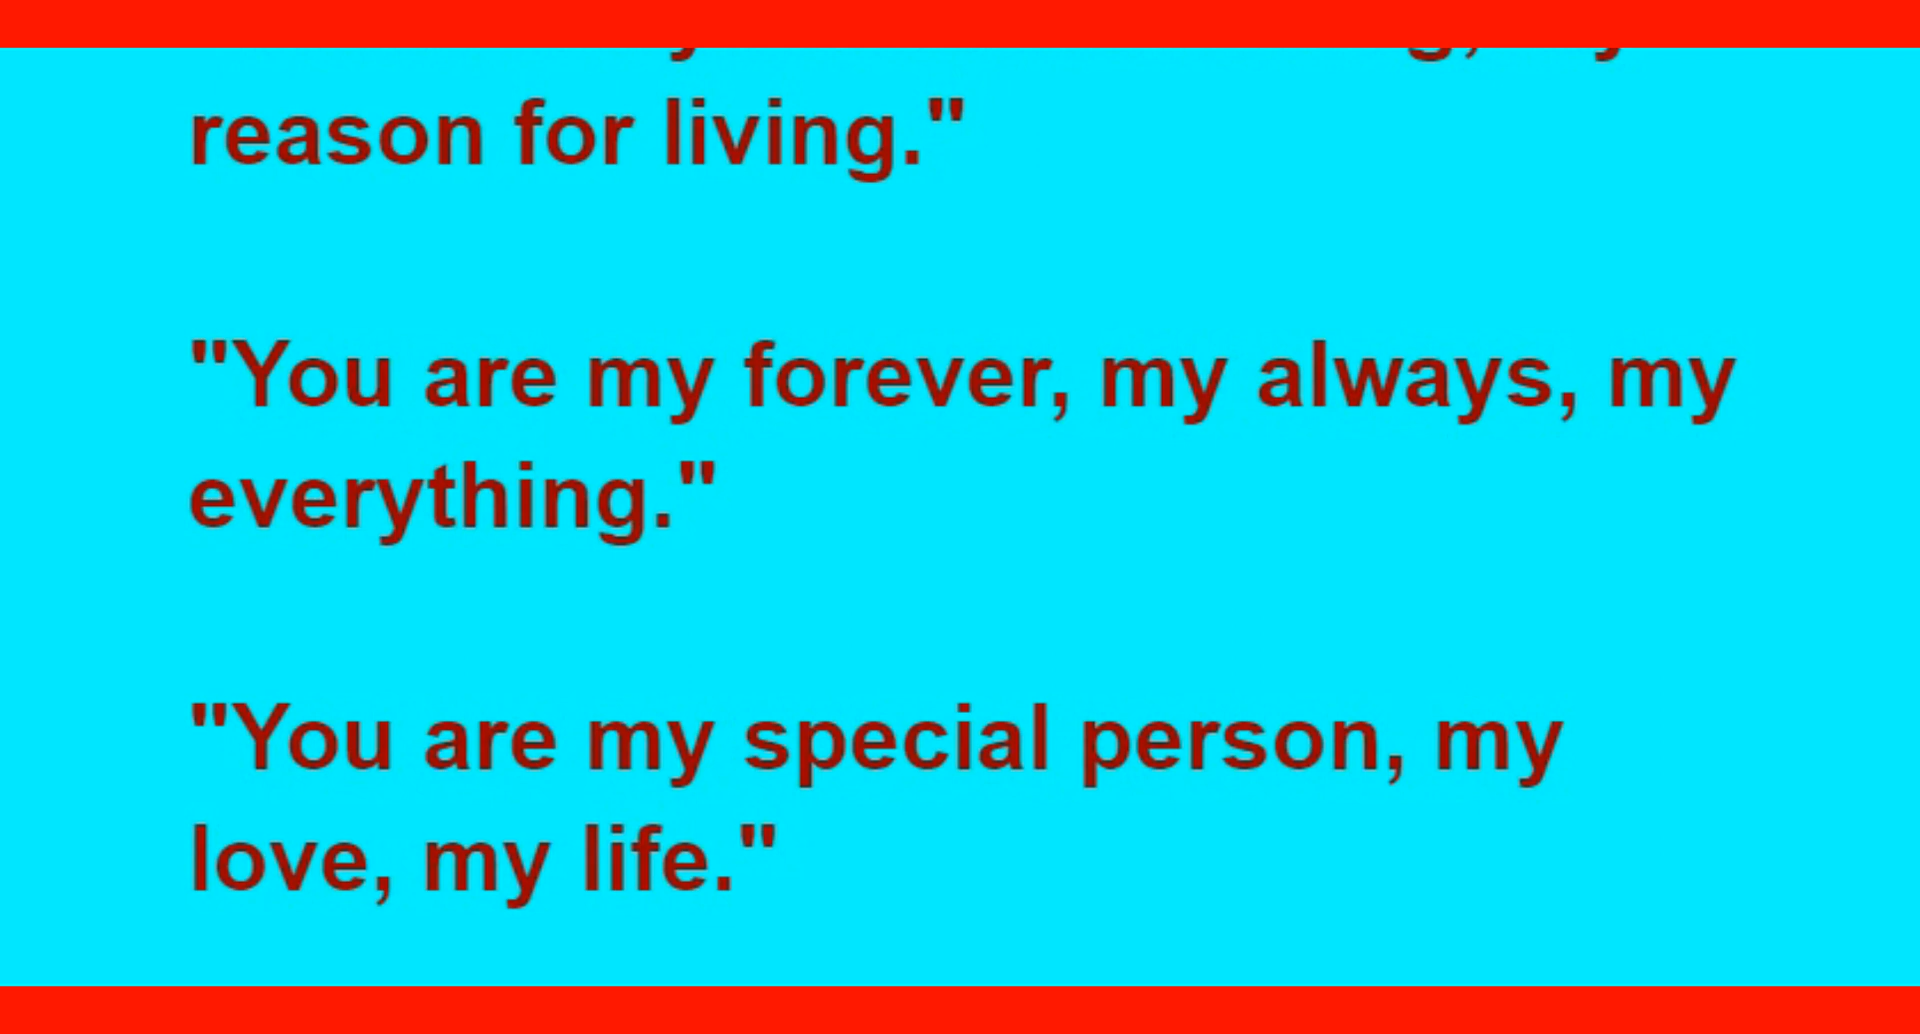 reason for living."
"You are my forever, my always, my
everything."
"You are my special person, my
love, my life."